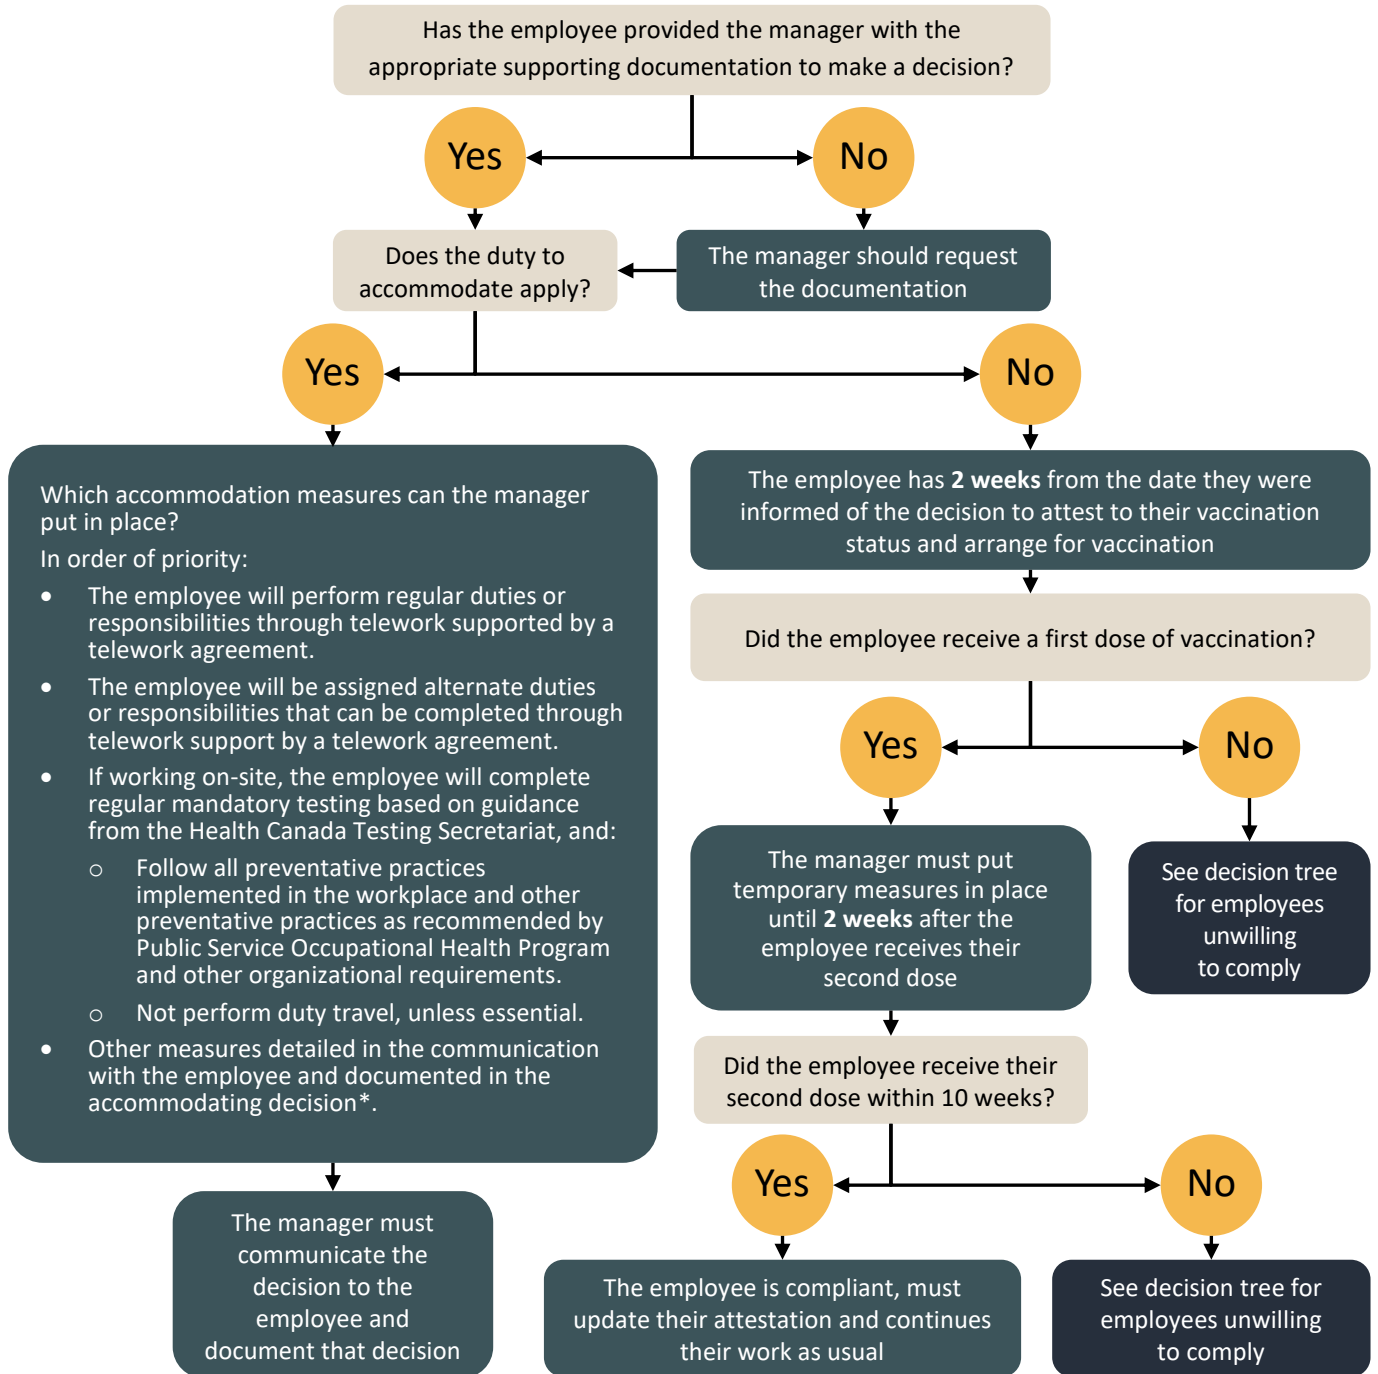 Has the employee provided the manager with the
appropriate supporting documentation to make a decision?
Yes
No
Does the duty to
accommodate apply?
The manager should request
the documentation
Yes
No
Which accommodation measures can the manager
put in place?
In order of priority:
• The employee will perform regular duties or
responsibilities through telework supported by a
telework agreement.
• The employee will be assigned alternate duties
or responsibilities that can be completed through
telework support by a telework agreement.
• If working on-site, the employee will complete
regular mandatory testing based on guidance
from the Health Canada Testing Secretariat, and:
o Follow all preventative practices
implemented in the workplace and other
preventative practices as recommended by
Public Service Occupational Health Program
and other organizational requirements.
o Not perform duty travel, unless essential.
• Other measures detailed in the communication
with the employee and documented in the
accommodating decision*.
The manager must
communicate the
decision to the
employee and
document that decision
The employee has 2 weeks from the date they were
informed of the decision to attest to their vaccination
status and arrange for vaccination
Did the employee receive a first dose of vaccination?
Yes
No
The manager must put
temporary measures in place
until 2 weeks after the
employee receives their
second dose
See decision tree
for employees
unwilling
to comply
Did the employee receive their
second dose within 10 weeks?
Yes
No
The employee is compliant, must
update their attestation and continues
their work as usual
See decision tree for
employees unwilling
to comply